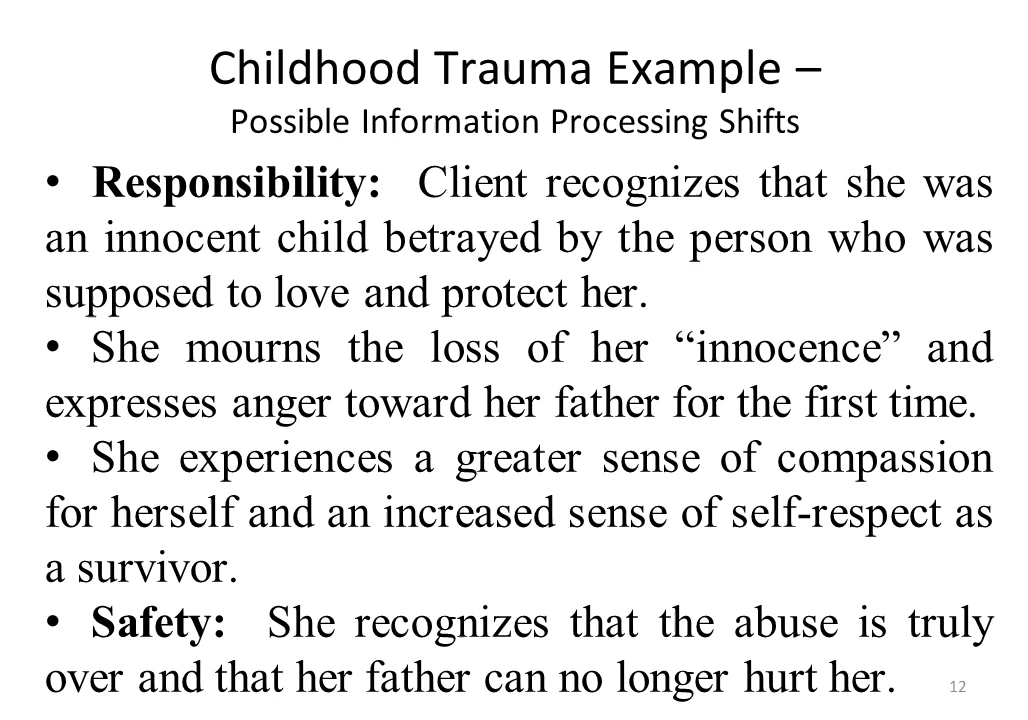 Childhood Trauma Example –
Possible Information Processing Shifts
• Responsibility: Client recognizes that she was
an innocent child betrayed by the person who was
supposed to love and protect her.
• She mourns the loss of her “innocence” and
expresses anger toward her father for the first time.
• She experiences a greater sense of compassion
for herself and an increased sense of self-respect as
a survivor.
• Safety: She recognizes that the abuse is truly
over and that her father can no longer hurt her.
12